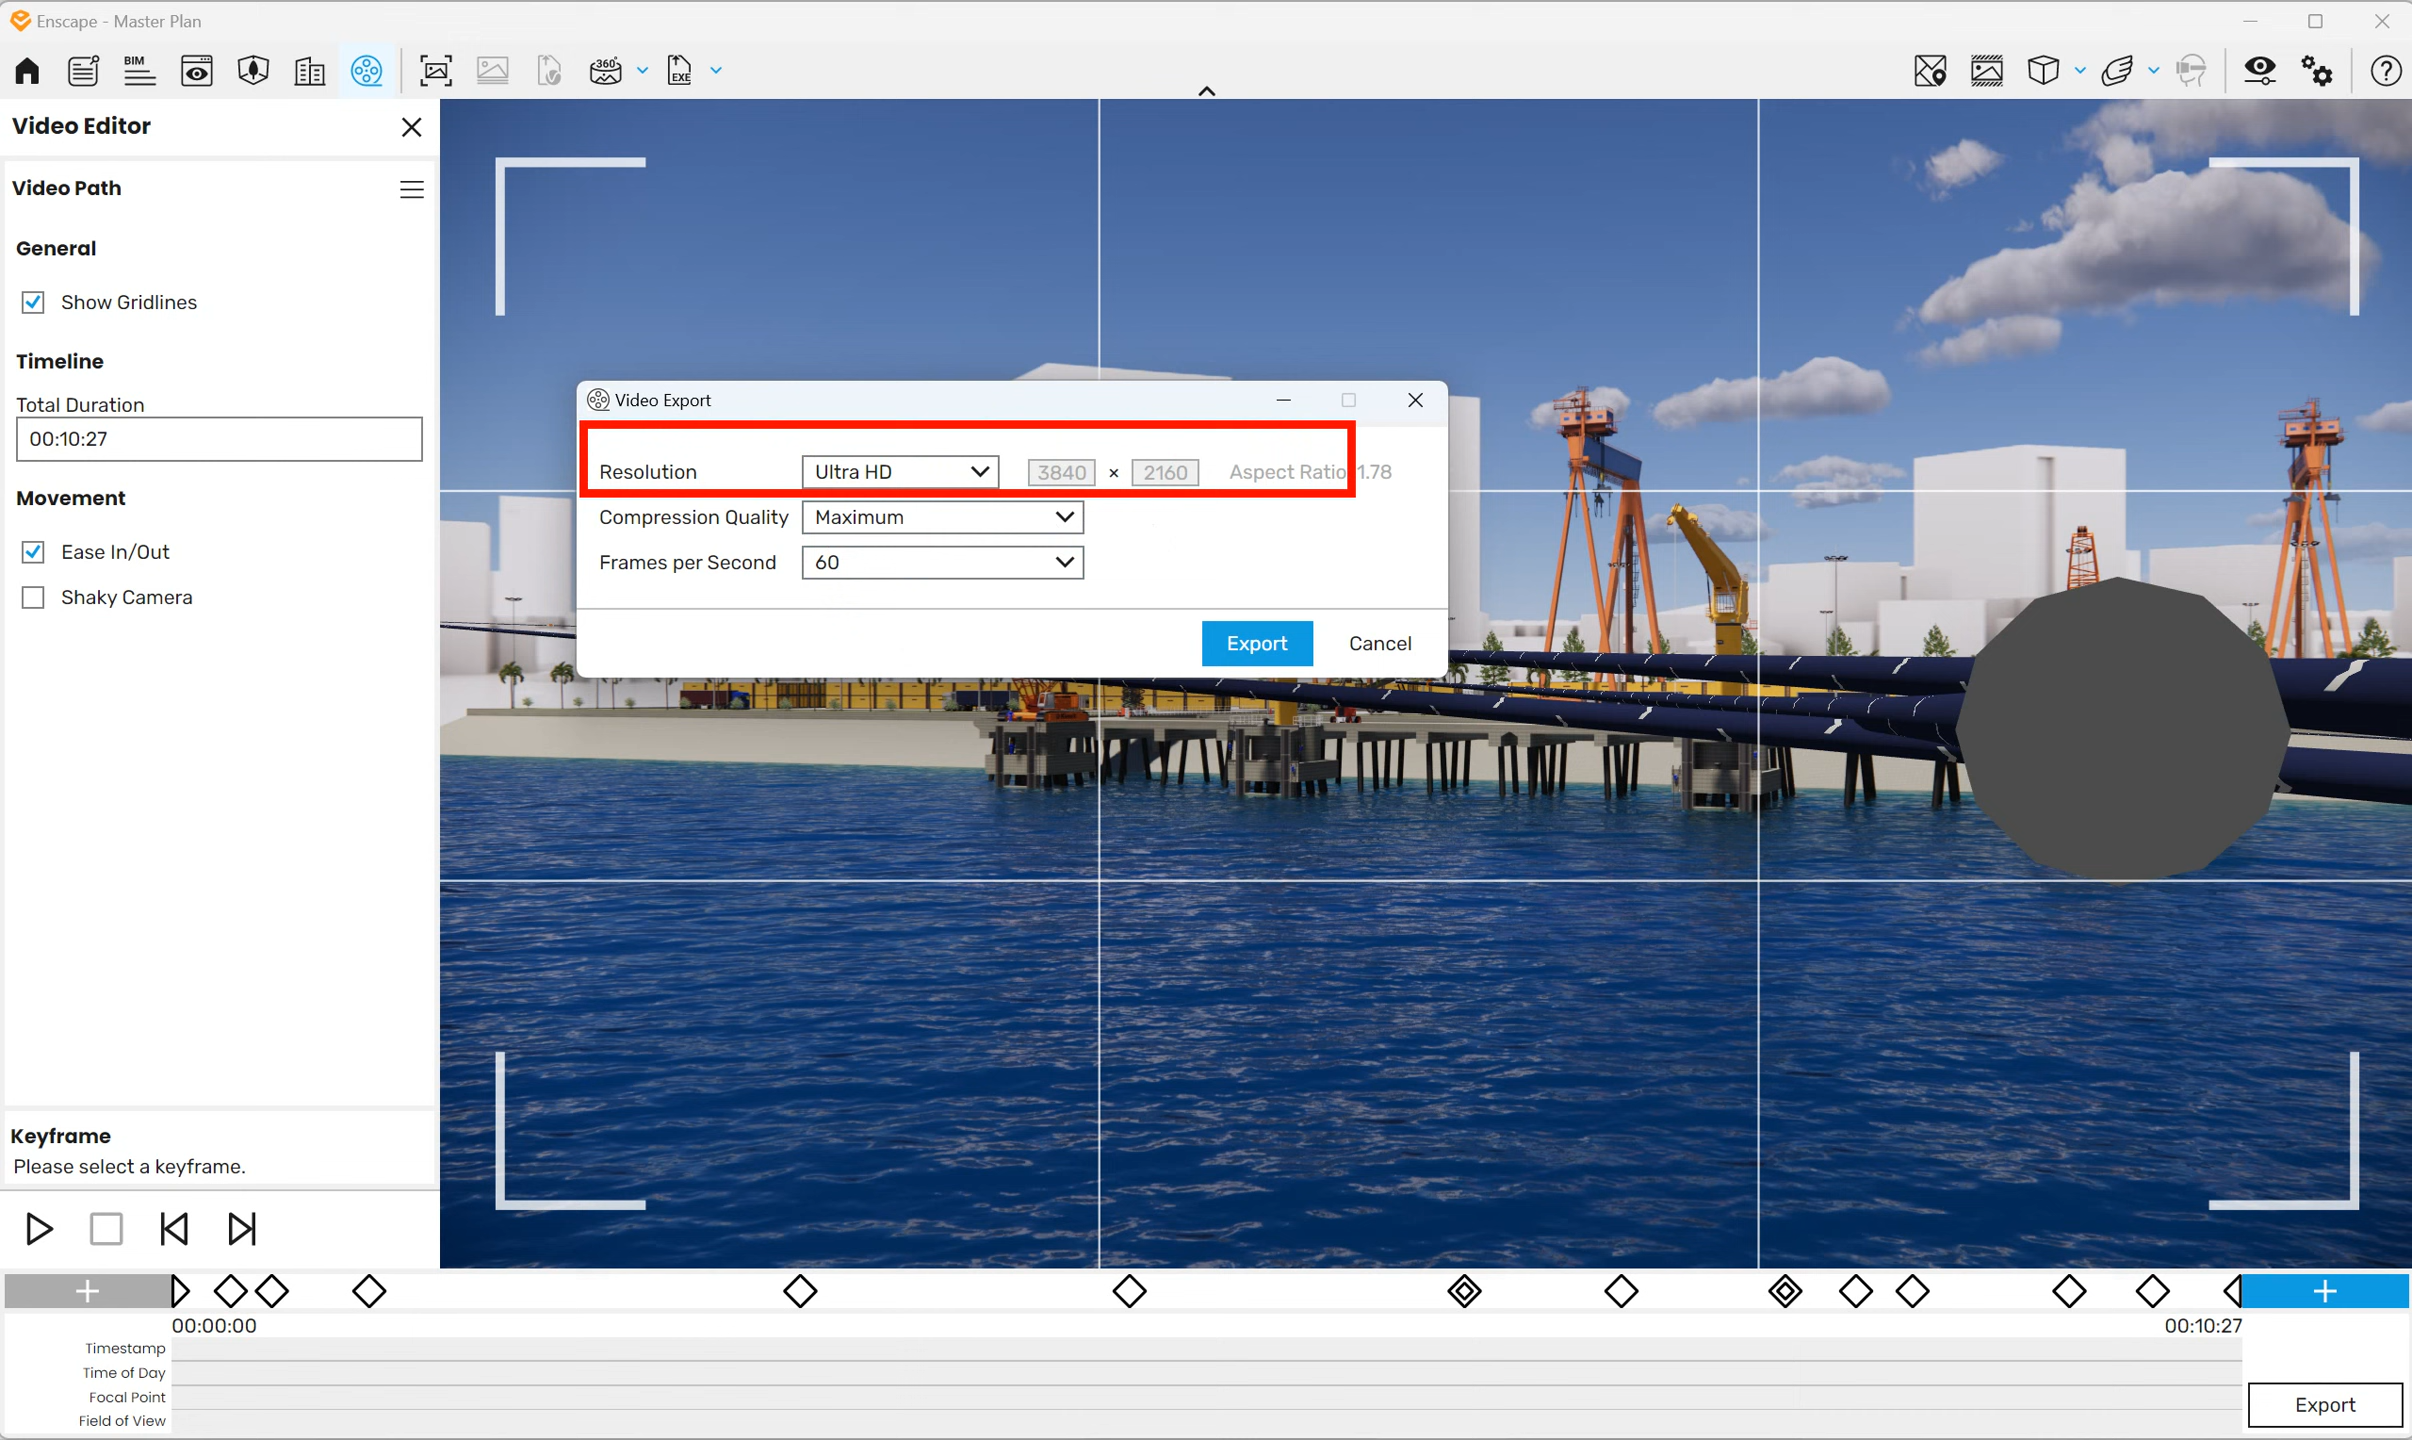 Enscape - Master Plan
BIM
360°
EXE
Video Editor
Video Path
General
Show Gridlines
Timeline
Total Duration
00:10:27
Movement
Ease In/Out
Shaky Camera
Video Export
Resolution
Ultra HD
3840 × 2160
Aspect Ratio 1.78
Compression Quality
Maximum
Frames per Second
60
Export
Cancel
Keyframe
Please select a keyframe.
00:00:00
00:10:27
Timestamp
Time of Day
Focal Point
Field of View
Export